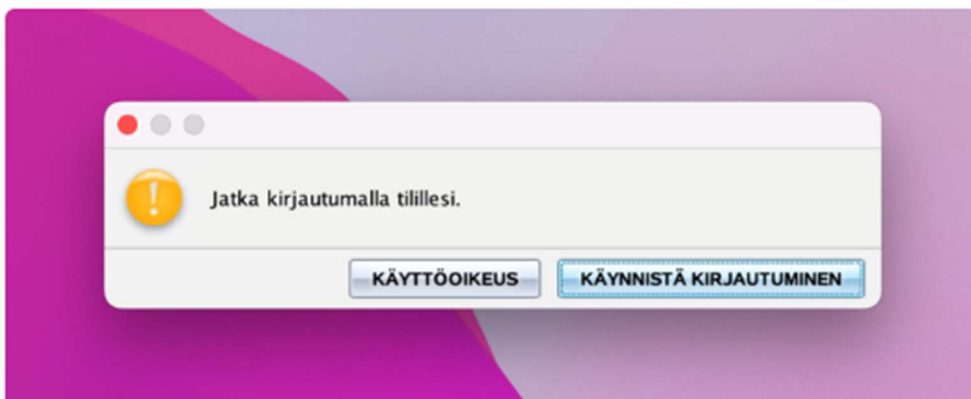 Jatka kirjautumalla tilillesi.
KÄYTTÖOIKEUS
KÄYNNISTÄ KIRJAUTUMINEN